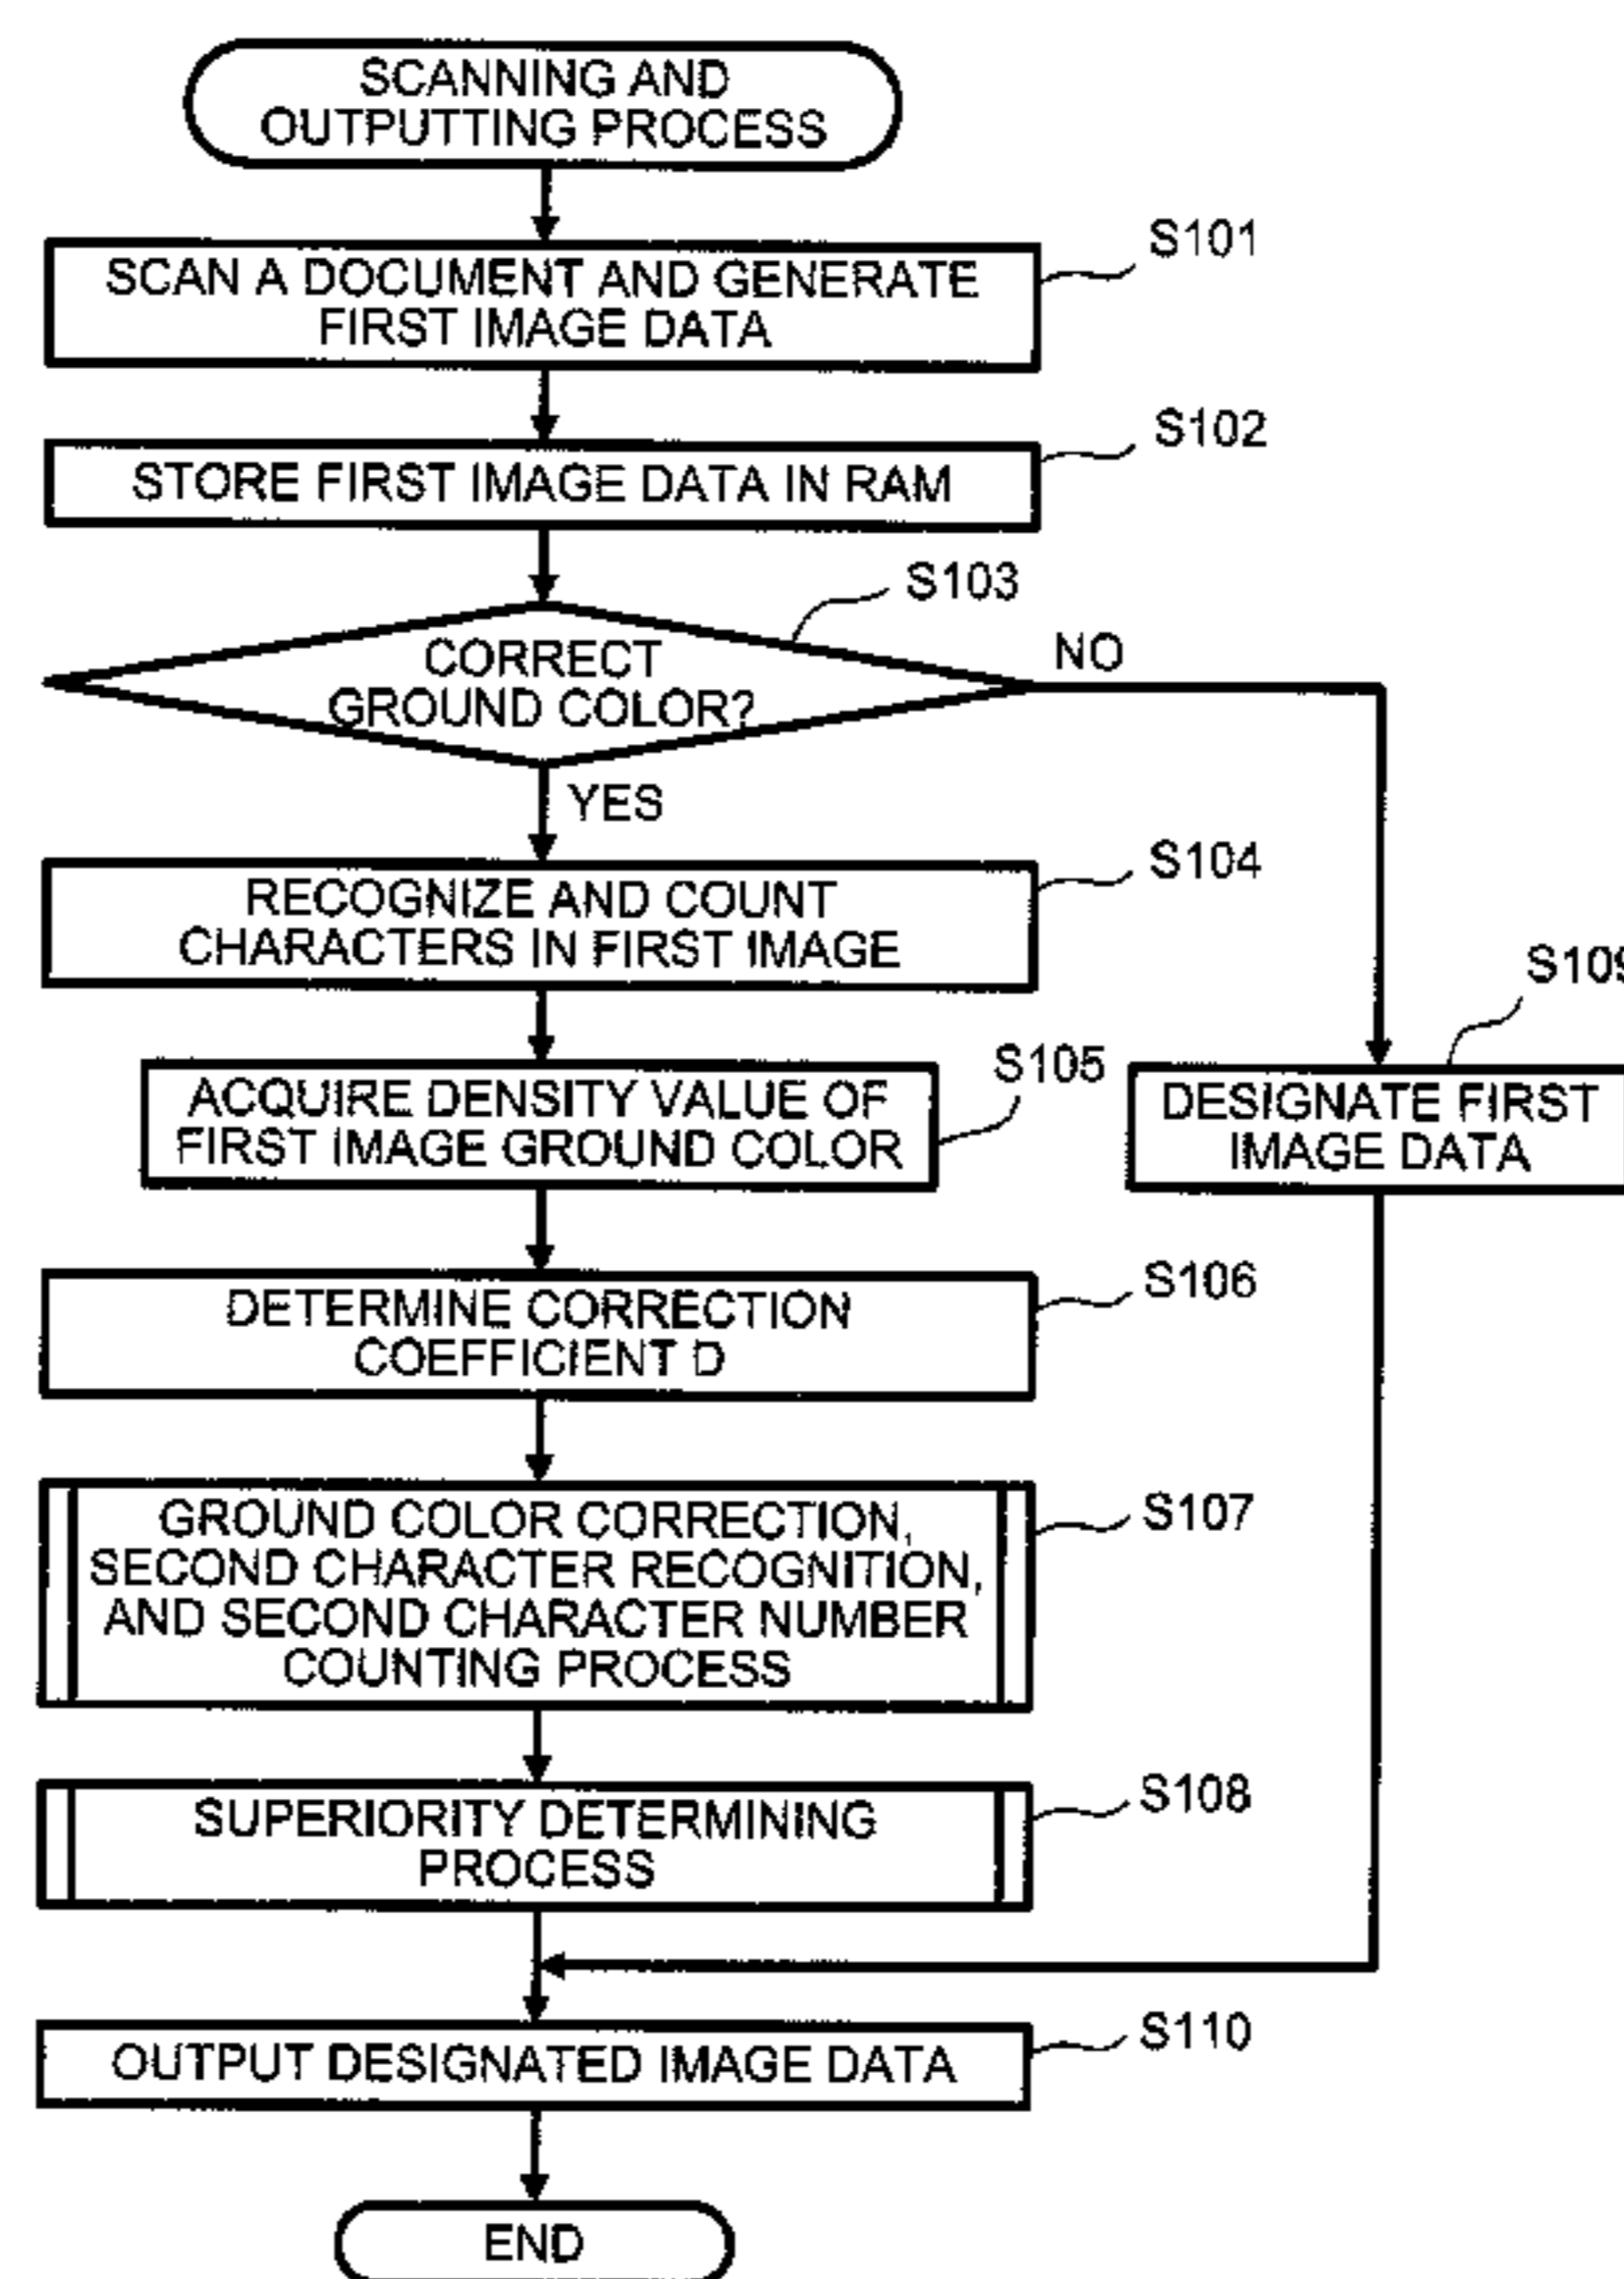 SCANNING AND
OUTPUTTING PROCESS
S101
SCAN A DOCUMENT AND GENERATE
FIRST IMAGE DATA
S102
STORE FIRST IMAGE DATA IN RAM
S103
CORRECT
GROUND COLOR?
NO
YES
S104
RECOGNIZE AND COUNT
CHARACTERS IN FIRST IMAGE
S109
S105
ACQUIRE DENSITY VALUE OF
FIRST IMAGE GROUND COLOR
DESIGNATE FIRST
IMAGE DATA
S106
DETERMINE CORRECTION
COEFFICIENT D
S107
GROUND COLOR CORRECTION,
SECOND CHARACTER RECOGNITION,
AND SECOND CHARACTER NUMBER
COUNTING PROCESS
S108
SUPERIORITY DETERMINING
PROCESS
S110
OUTPUT DESIGNATED IMAGE DATA
END